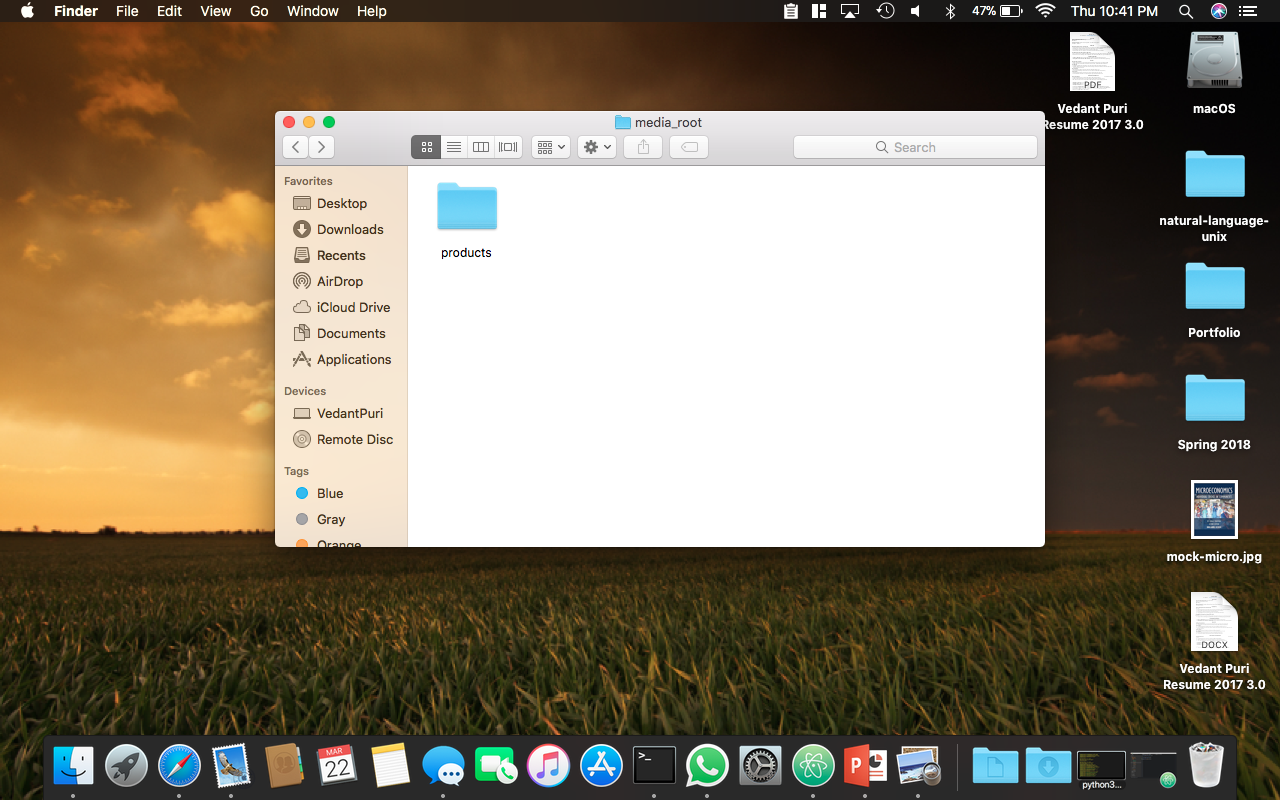 Finder File Edit View Go Window Help 47% Thu 10:41 PM
media_root
Search
Favorites
Desktop
Downloads
Recents
AirDrop
iCloud Drive
Documents
Applications
Devices
VedantPuri
Remote Disc
Tags
Blue
Gray
Orange
products
PDF
Vedant Puri
Resume 2017 3.0
macOS
natural-language-
unix
Portfolio
Spring 2018
MICROECONOMICS
mock-micro.jpg
DOCX
Vedant Puri
Resume 2017 3.0
MAR
22
>_
P
python3...